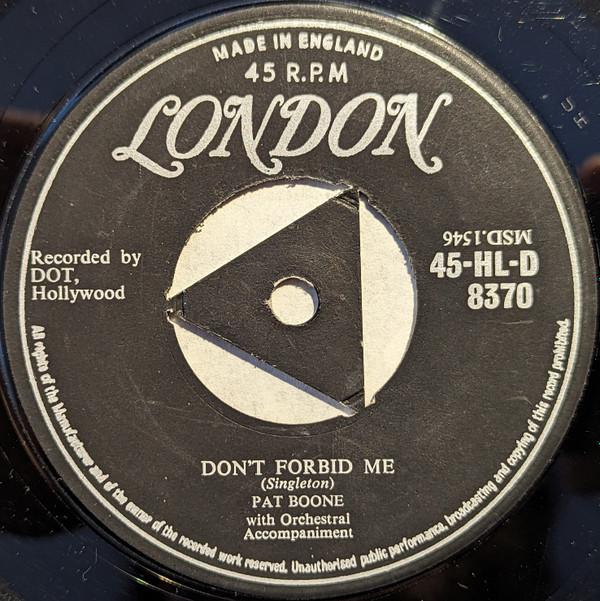 MADE IN ENGLAND
45 R.P.M
LONDON
Recorded by
DOT,
Hollywood
MSD.1546
45-HL-D
8370
DON'T FORBID ME
(Singleton)
PAT BOONE
with Orchestral
Accompaniment
All rights of the Manufacturer and of the owner of the recorded work reserved. Unauthorised public performance, broadcasting and copying of this record prohibited.